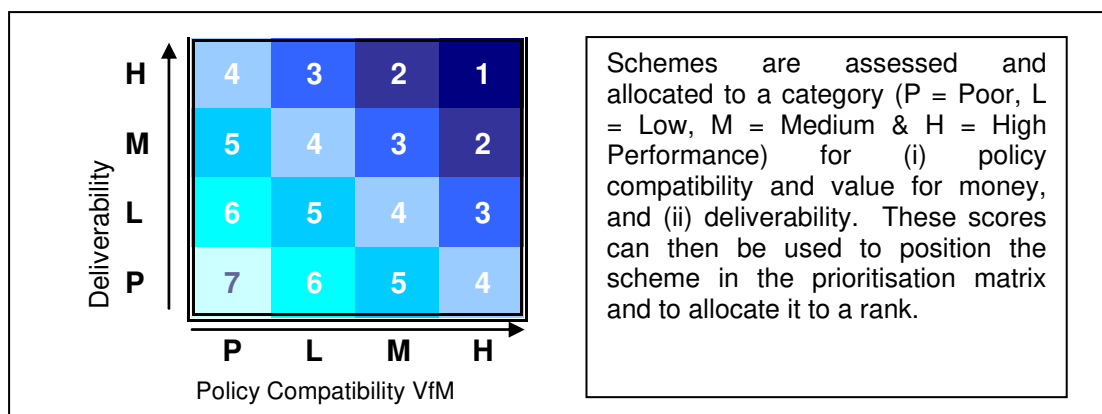 H 4 3 2 1
M 5 4 3 2
L 6 5 4 3
P 7 6 5 4
Deliverability
P L M H
Policy Compatibility VfM
Schemes are assessed and
allocated to a category (P = Poor, L
= Low, M = Medium & H = High
Performance) for (i) policy
compatibility and value for money,
and (ii) deliverability. These scores
can then be used to position the
scheme in the prioritisation matrix
and to allocate it to a rank.